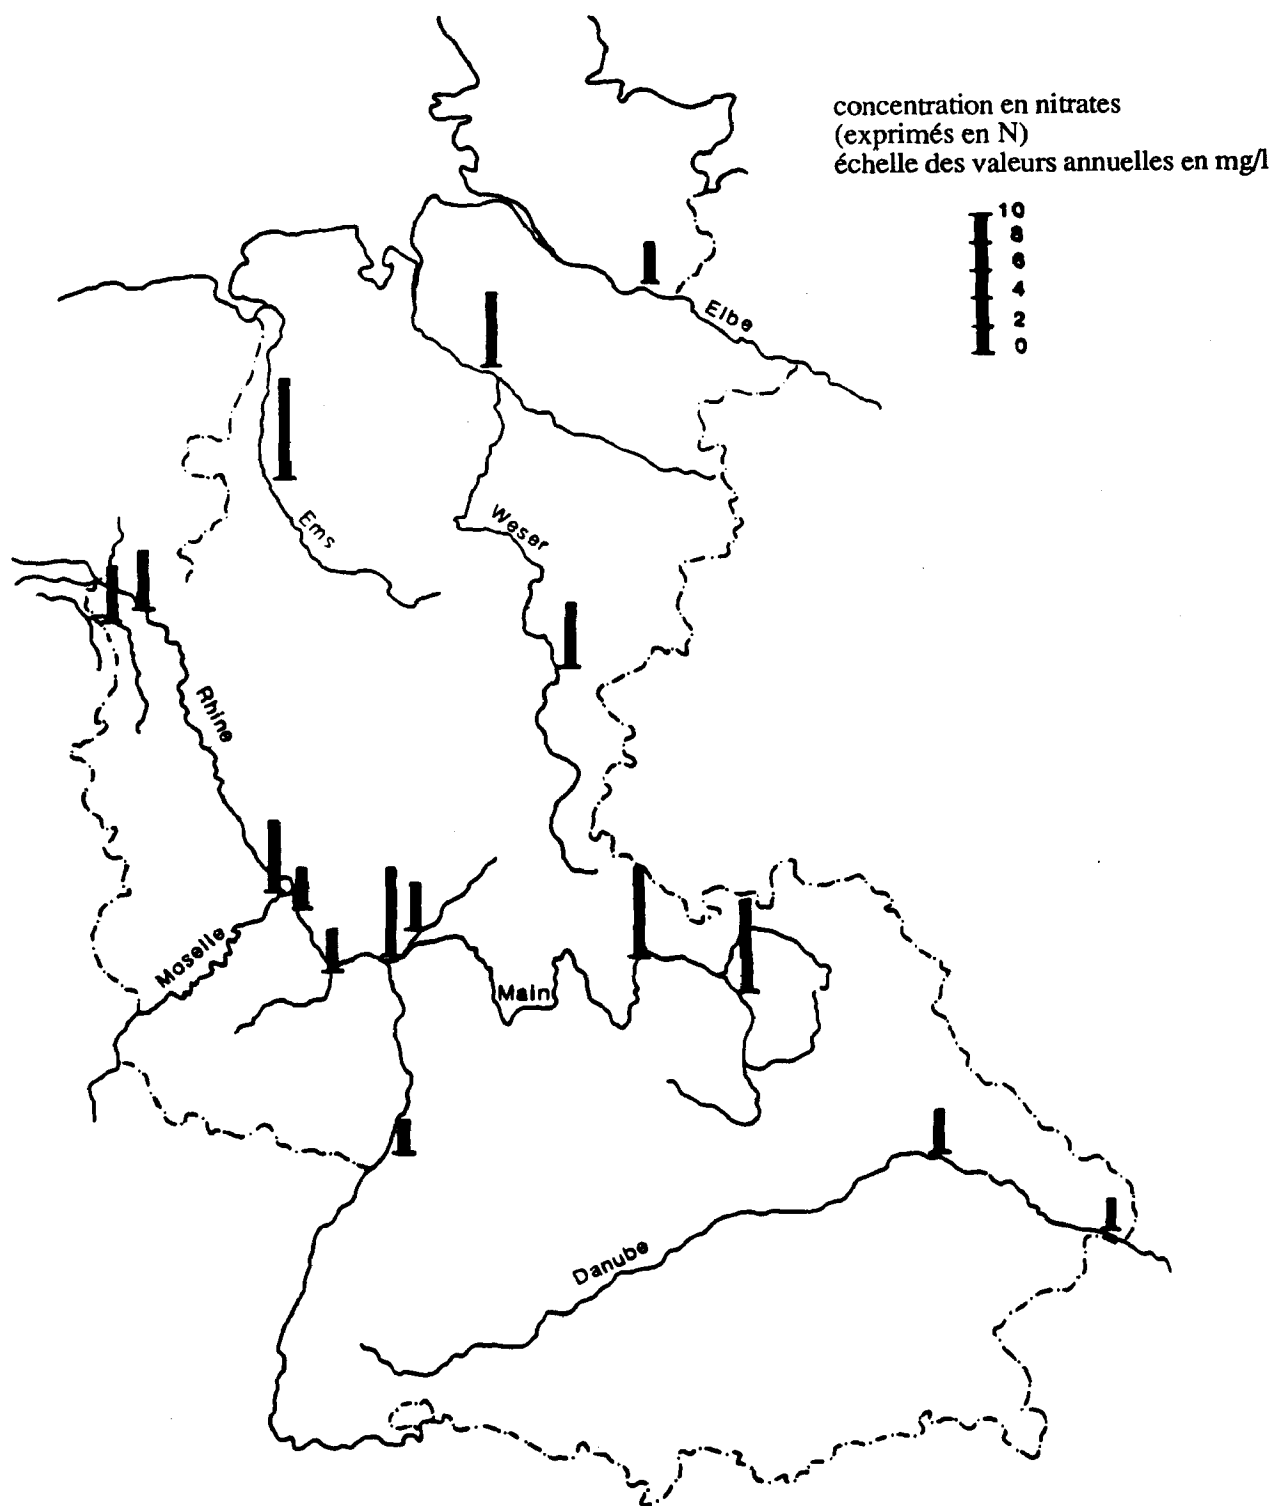 concentration en nitrates
(exprimés en N)
échelle des valeurs annuelles en mg/l
10
8
6
4
2
0
Elbe
Ems
Weser
Rhine
Moselle
Main
Danube